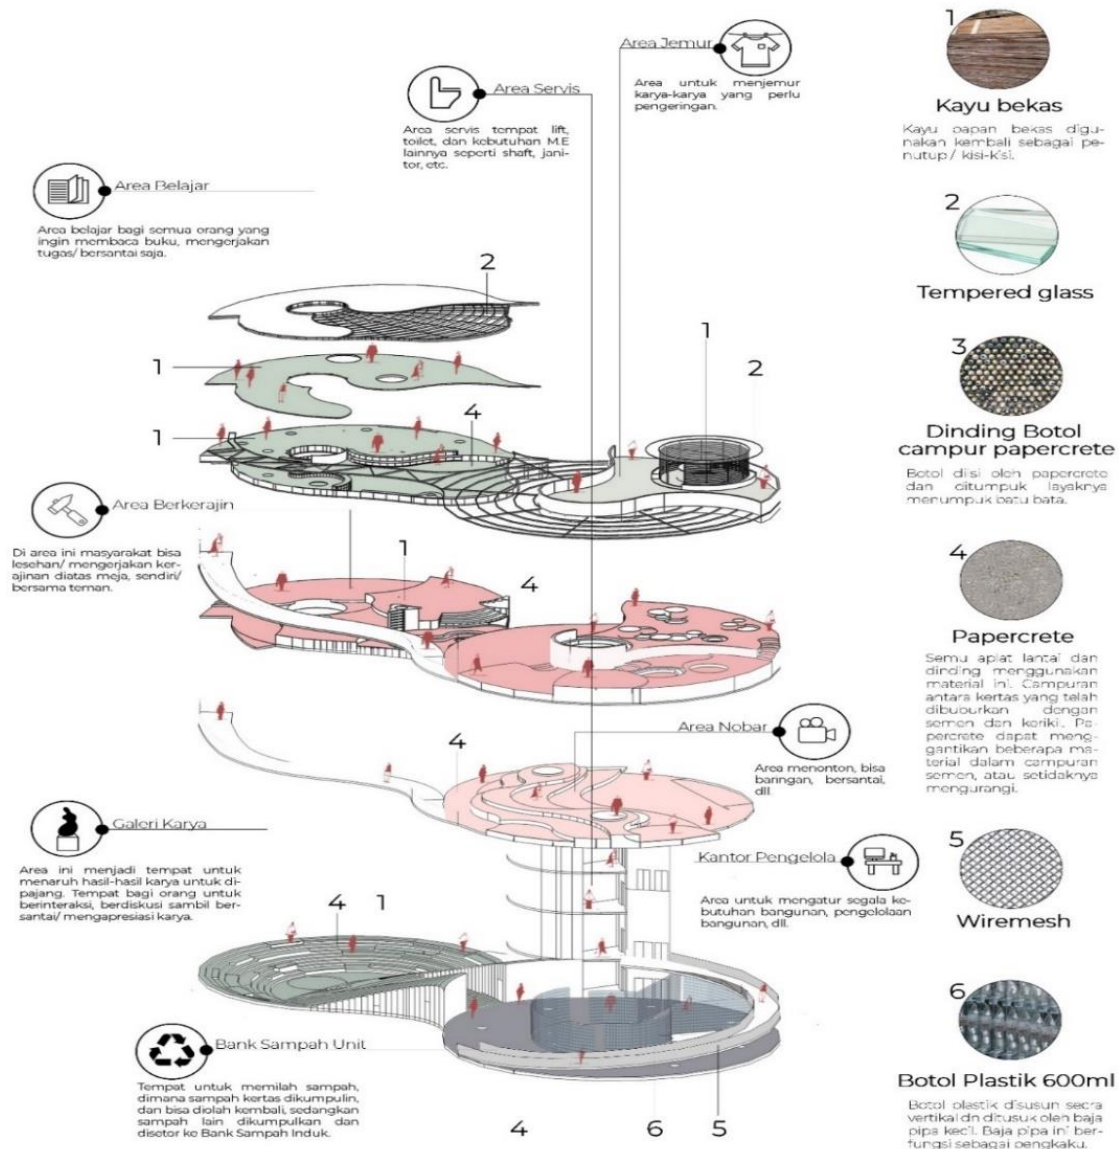 Area Jemur
Area untuk menjemur
karya-karya yang perlu
pengeringan.
Area Servis
Area servis tempat lift,
toilet, dan kebutuhan M.E
lainnya seperti shaft, jani-
tor, etc.
Area Belajar
Area belajar bagi semua orang yang
ingin membaca buku, mengerjakan
tugas/ bersantai saja.
2
1
1
2
1
4
Area Berkerajin
Di area ini masyarakat bisa
lesehan/ mengerjakan ker-
ajinan diatas meja, sendiri/
bersama teman.
1
4
Area Nobar
Area menonton, bisa
baringan, bersantai,
dll.
4
Galeri Karya
Area ini menjadi tempat untuk
menaruh hasil-hasil karya untuk di-
pajang. Tempat bagi orang untuk
berinteraksi, berdiskusi sambil ber-
santai/ mengapresiasi karya.
Kantor Pengelola
Area untuk mengatur segala ke-
butuhan bangunan, pengelolaan
bangunan, dll.
4 1
Bank Sampah Unit
Tempat untuk memilah sampah,
dimana sampah kertas dikumpulin,
dan bisa diolah kembali, sedangkan
sampah lain dikumpulkan dan
disetor ke Bank Sampah Induk.
4
6
5
1
Kayu bekas
Kayu papan bekas digu-
nakan kembali sebagai pe-
nutup / kisi-kisi.
2
Tempered glass
3
Dinding Botol
campur papercrete
Botol diisi oleh papercrete
dan ditumpuk layaknya
menumpuk batu bata.
4
Papercrete
Semu aplat lantai dan
dinding menggunakan
material ini. Campuran
antara kertas yang telah
dibuburkan dengan
semen dan kerikil. Pa-
percrete dapat meng-
gantikan beberapa ma-
terial dalam campuran
semen, atau setidaknya
mengurangi.
5
Wiremesh
6
Botol Plastik 600ml
Botol plastik disusun secra
vertikal dn ditusuk oleh baja
pipa kecil. Baja pipa ini ber-
fungsi sebagai pengkaku.